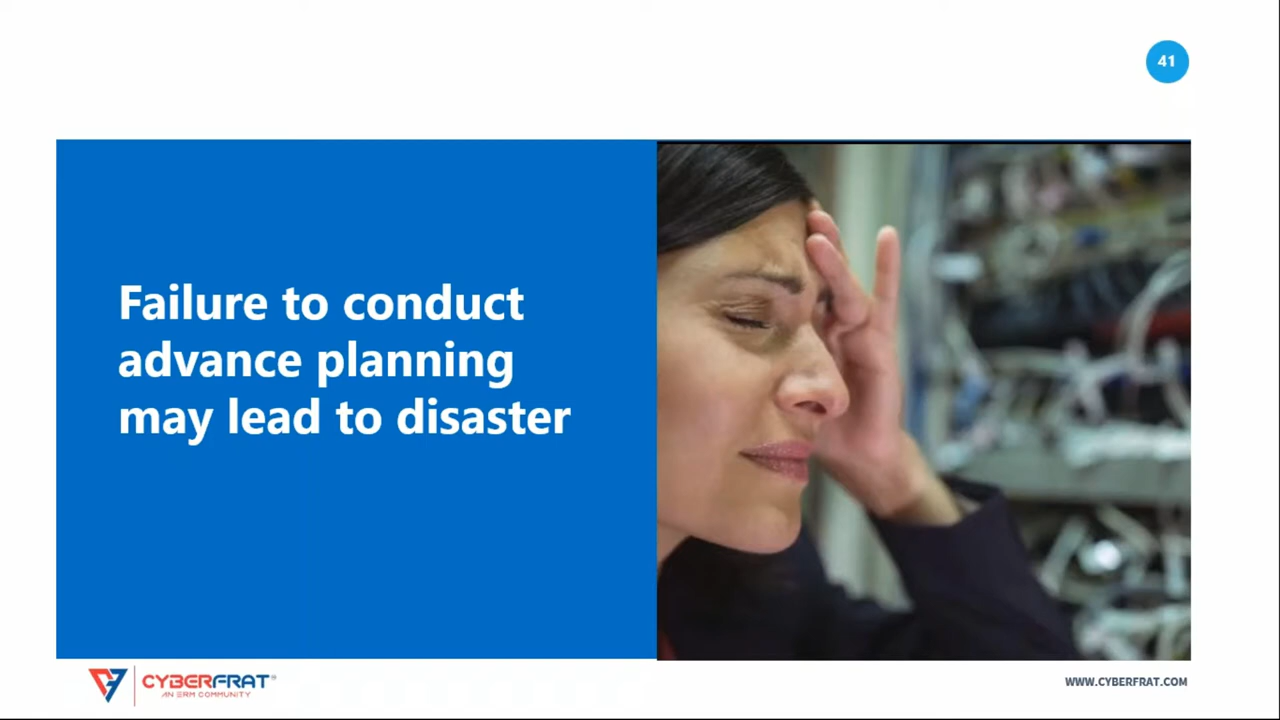 41
Failure to conduct
advance planning
may lead to disaster
CYBERFRAT®
AN ERM COMMUNITY
WWW.CYBERFRAT.COM